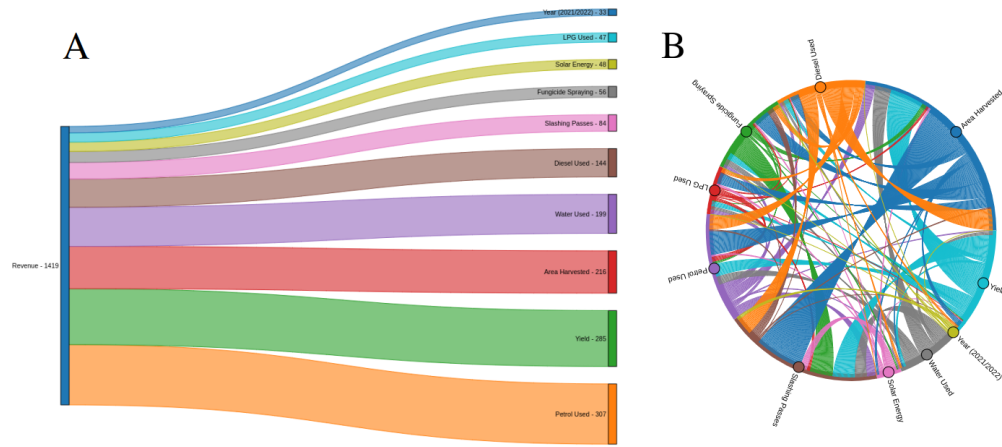 A
Year (2021/2022) - 33
LPG Used - 47
Solar Energy - 48
Fungicide Spraying - 56
Slashing Passes - 84
Diesel Used - 144
Water Used - 199
Revenue - 1419
Area Harvested - 216
Yield - 285
Petrol Used - 307
B
Diesel Used
Fungicide Spraying
Area Harvested
LPG Used
Petrol Used
Yiel
Year (2021/2022)
Water Used
Solar Energy
Slashing Passes